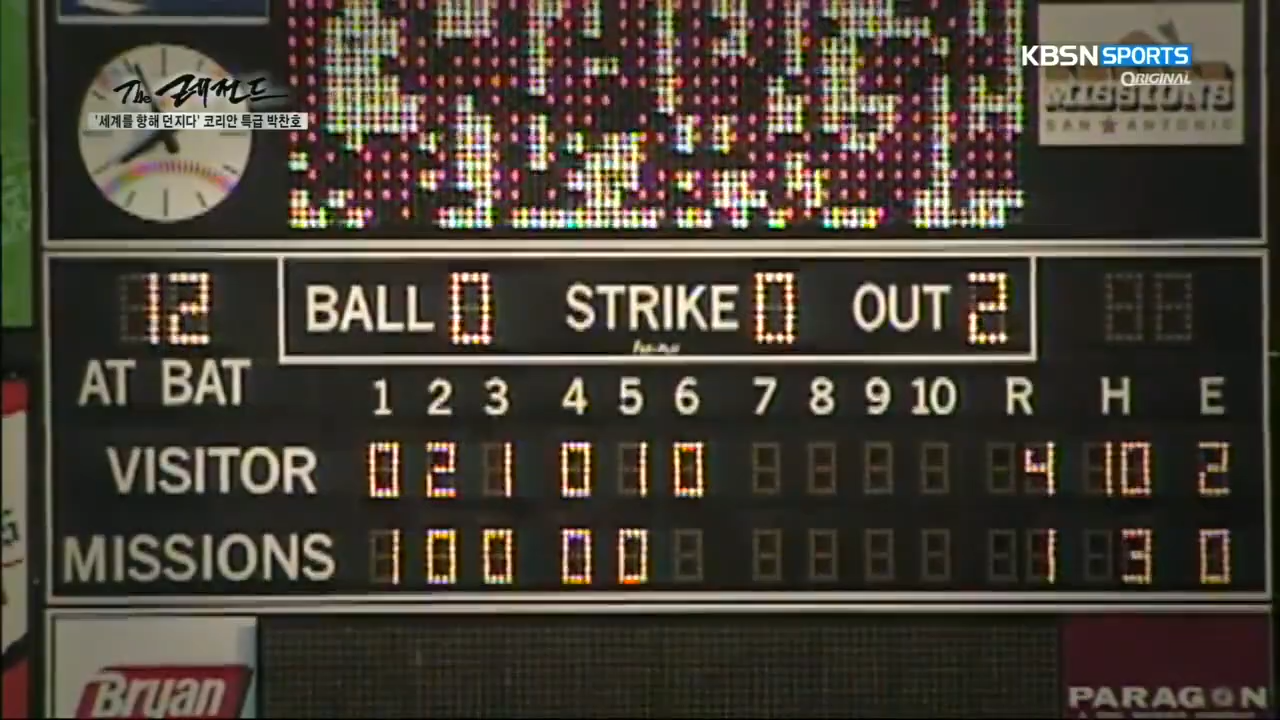 KBSN SPORTS
ORIGINAL
The 레전드
'세계를 향해 던지다' 코리안 특급 박찬호
MISSIONS
SAN ★ ANTONIO
12 BALL 0 STRIKE 0 OUT 2
AT BAT 1 2 3 4 5 6 7 8 9 10 R H E
VISITOR 0 2 1 0 1 0 4 10 2
MISSIONS 1 0 0 0 0 1 3 0
Bryan
PARAGON